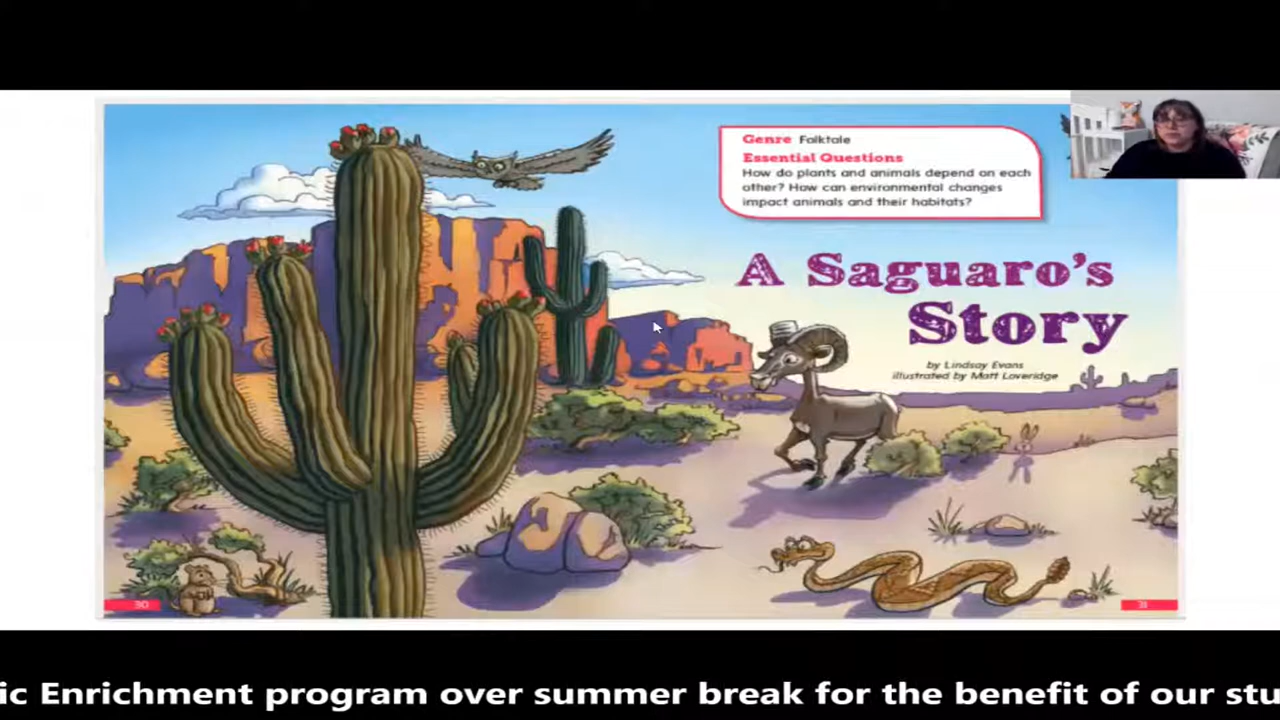 Genre Folktale
Essential Questions
How do plants and animals depend on each
other? How can environmental changes
impact animals and their habitats?
A Saguaro's
Story
by Lindsay Evans
illustrated by Matt Loveridge
30
31
ic Enrichment program over summer break for the benefit of our stu